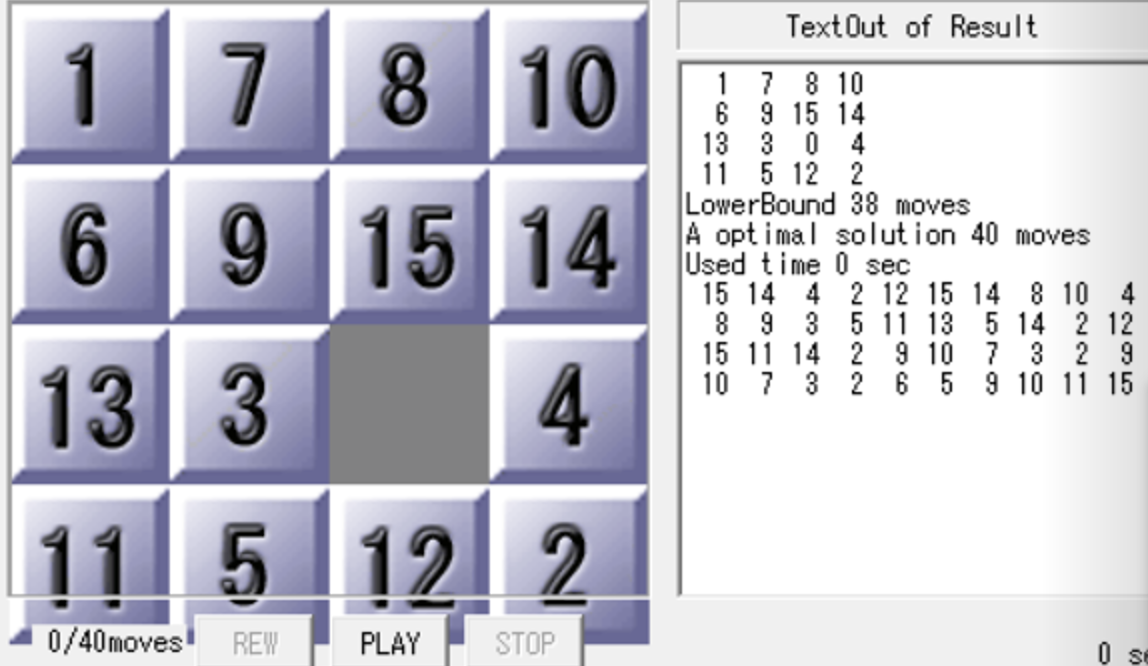 1 7 8 10
6 9 15 14
13 3 4
11 5 12 2
0/40moves REW PLAY STOP
TextOut of Result
1 7 8 10
6 9 15 14
13 3 0 4
11 5 12 2
LowerBound 38 moves
A optimal solution 40 moves
Used time 0 sec
15 14 4 2 12 15 14 8 10 4
8 9 3 5 11 13 5 14 2 12
15 11 14 2 9 10 7 3 2 9
10 7 3 2 6 5 9 10 11 15
0 s